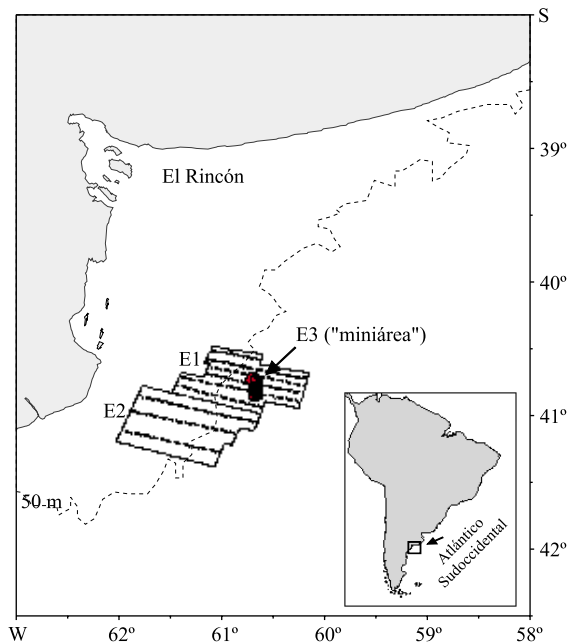 S
39º
El Rincón
40º
E3 ("miniárea")
E1
41º
E2
50 m
Atlántico
Sudoccidental
42º
W
62º
61º
60º
59º
58º